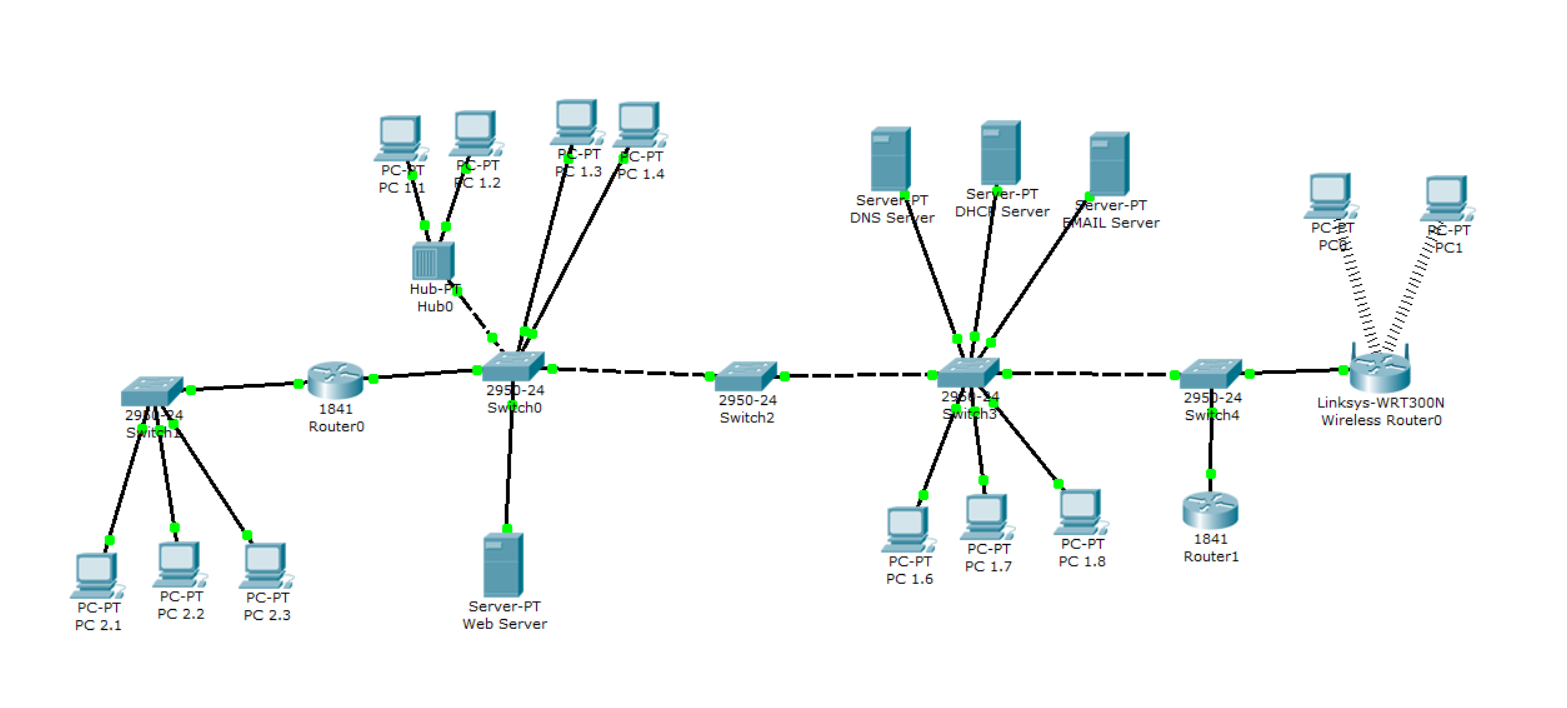 PC-PT
PC 1.1
PC-PT
PC 1.2
PC-PT
PC 1.3
PC-PT
PC 1.4
Server-PT
DNS Server
Server-PT
DHCP Server
Server-PT
EMAIL Server
PC-PT
PC0
PC-PT
PC1
Hub-PT
Hub0
2950-24
Switch1
1841
Router0
2950-24
Switch0
2950-24
Switch2
2950-24
Switch3
2950-24
Switch4
Linksys-WRT300N
Wireless Router0
PC-PT
PC 2.1
PC-PT
PC 2.2
PC-PT
PC 2.3
Server-PT
Web Server
PC-PT
PC 1.6
PC-PT
PC 1.7
PC-PT
PC 1.8
1841
Router1